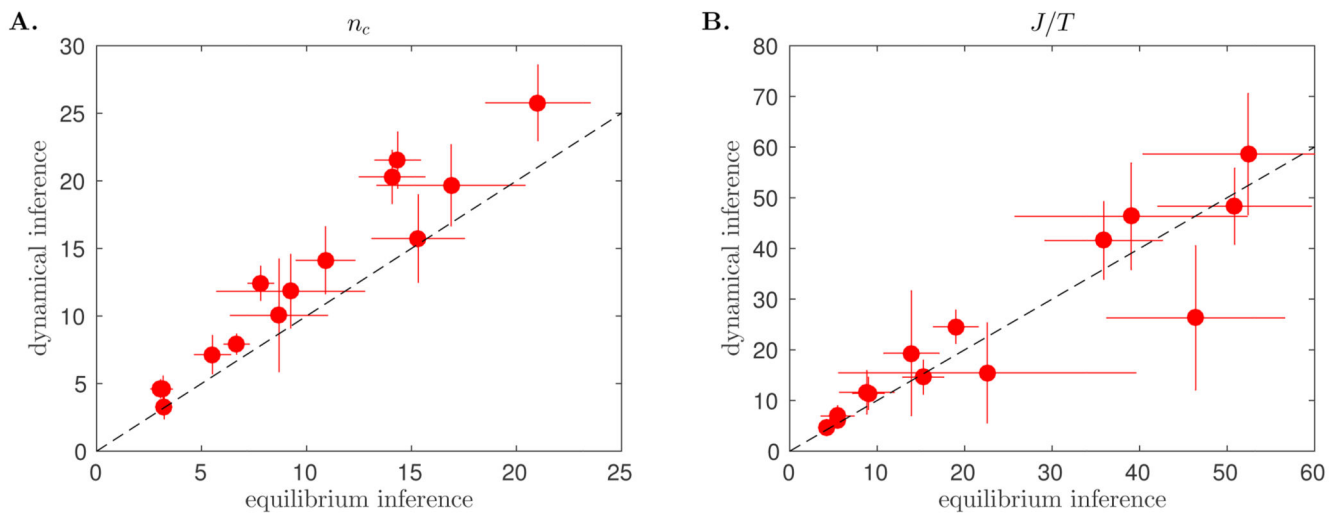 A.
n_c
30
25
20
15
10
5
0
dynamical inference
0 5 10 15 20 25
equilibrium inference
B.
J/T
80
70
60
50
40
30
20
10
0
dynamical inference
0 10 20 30 40 50 60
equilibrium inference